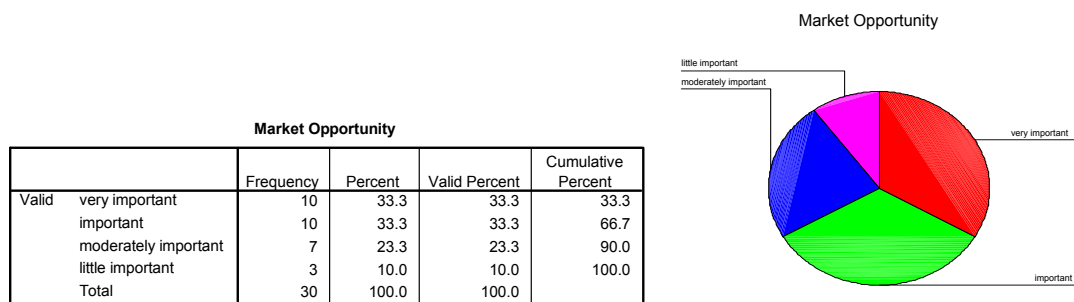 Market Opportunity
Frequency Percent Valid Percent Cumulative Percent
Valid very important 10 33.3 33.3 33.3
important 10 33.3 33.3 66.7
moderately important 7 23.3 23.3 90.0
little important 3 10.0 10.0 100.0
Total 30 100.0 100.0
Market Opportunity
little important
moderately important
very important
important